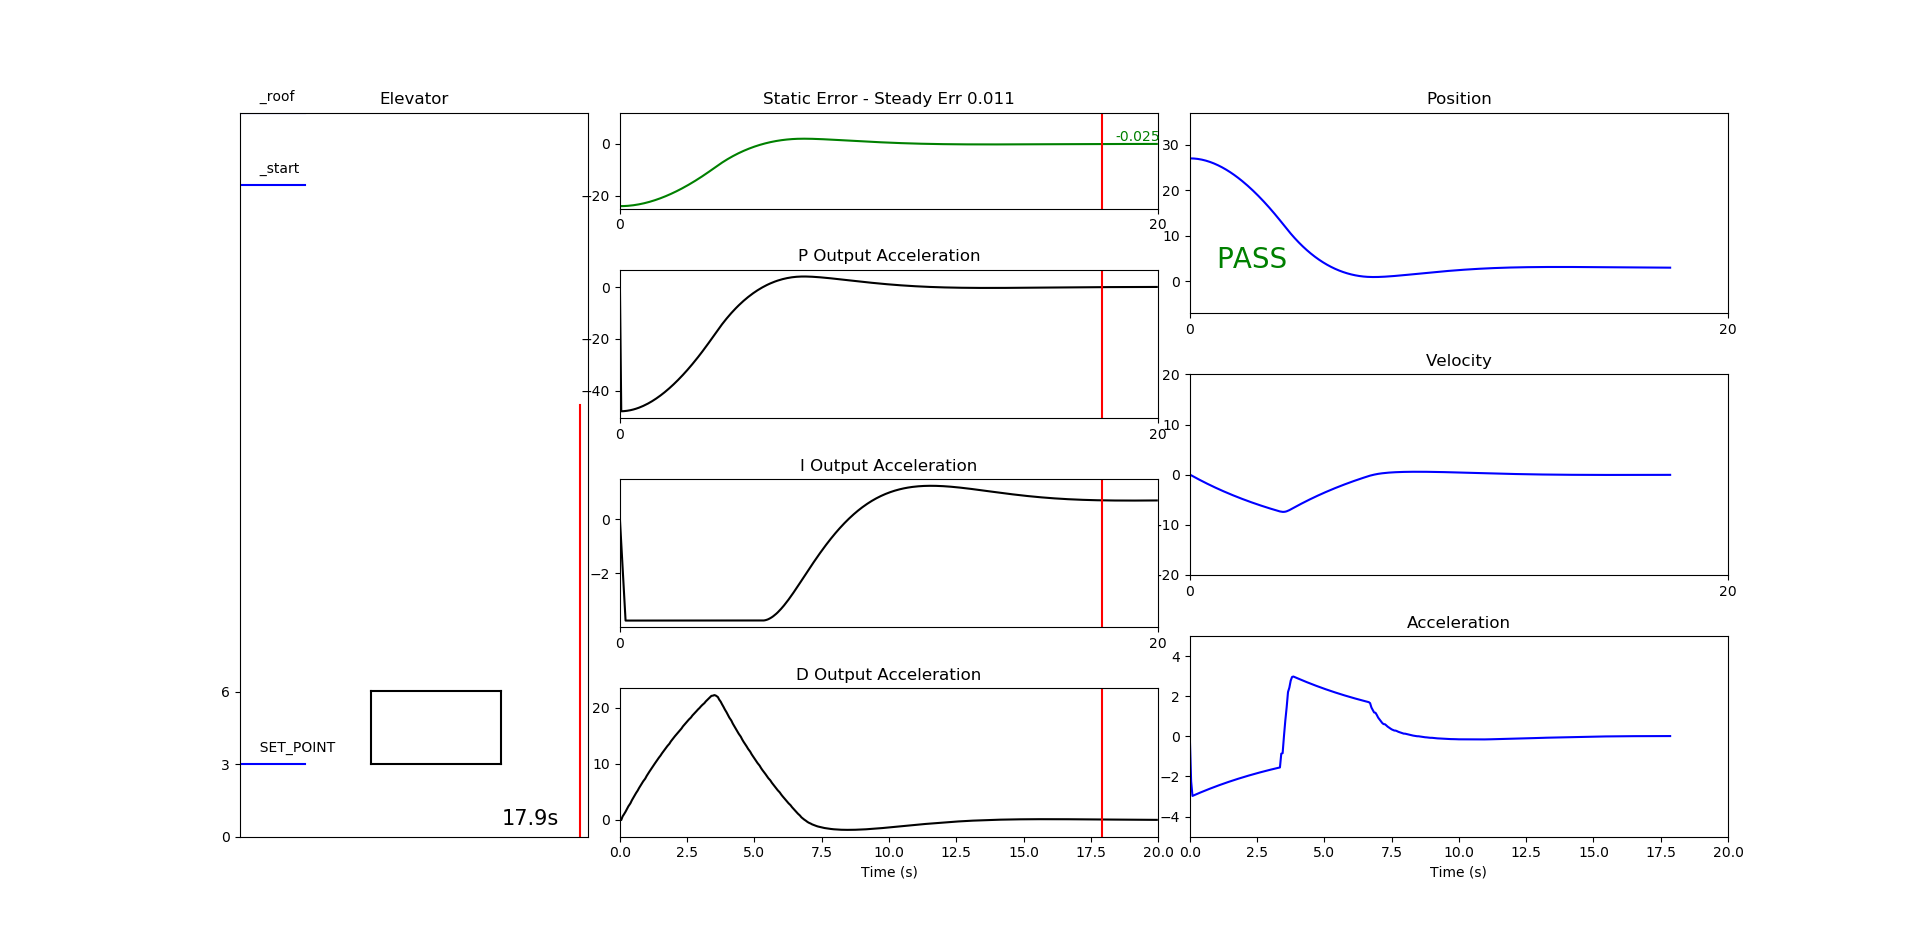 _roof
Elevator
_start
6
SET_POINT
3
17.9s
0
Static Error - Steady Err 0.011
-0.025
0
−20
0
20
P Output Acceleration
0
−20
−40
0
20
I Output Acceleration
0
−2
0
20
D Output Acceleration
20
10
0
0.0 2.5 5.0 7.5 10.0 12.5 15.0 17.5 20.0
Time (s)
Position
30
20
10
PASS
0
0
20
Velocity
20
10
0
-10
-20
0
20
Acceleration
4
2
0
−2
−4
0.0 2.5 5.0 7.5 10.0 12.5 15.0 17.5 20.0
Time (s)